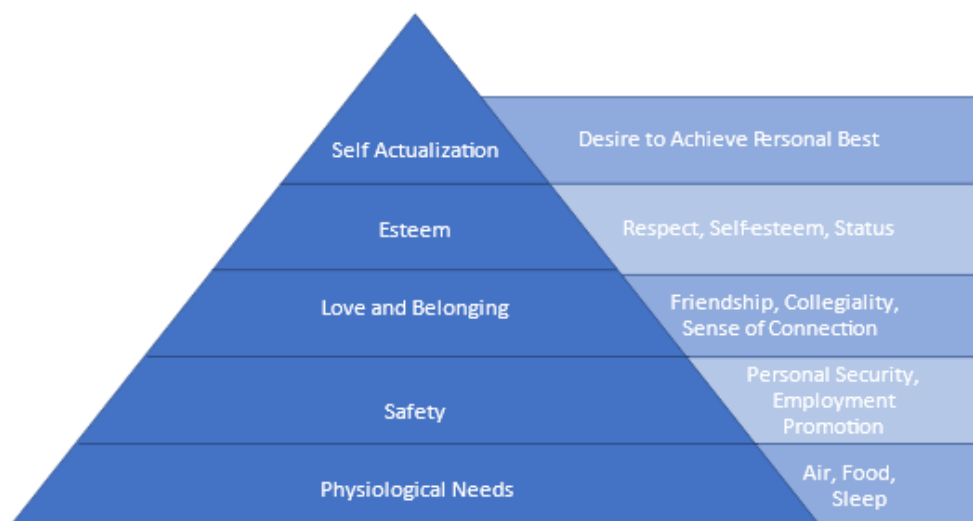 Self Actualization
Desire to Achieve Personal Best
Esteem
Respect, Self-esteem, Status
Love and Belonging
Friendship, Collegiality,
Sense of Connection
Safety
Personal Security,
Employment
Promotion
Physiological Needs
Air, Food,
Sleep